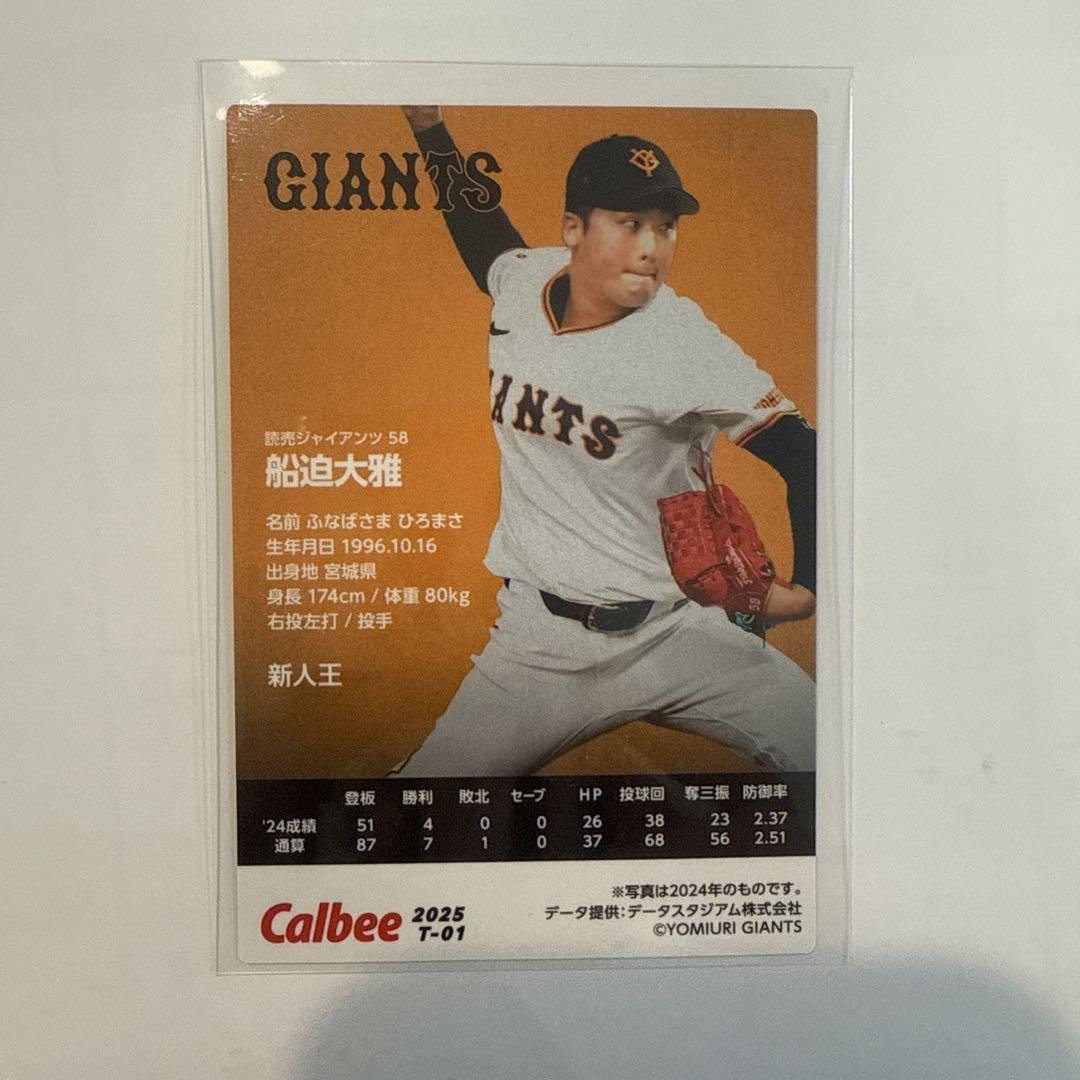 GIANTS
読売ジャイアンツ 58
船迫大雅
名前 ふなばさま ひろまさ
生年月日 1996.10.16
出身地 宮城県
身長 174cm / 体重 80kg
右投左打 / 投手
新人王
登板 勝利 敗北 セーブ HP 投球回 奪三振 防御率
'24成績 51 4 0 0 26 38 23 2.37
通算 87 7 1 0 37 68 56 2.51
※写真は2024年のものです。
データ提供:データスタジアム株式会社
©YOMIURI GIANTS
Calbee 2025
T-01